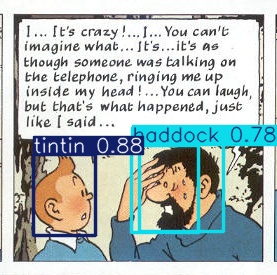 I... It's crazy!...I... You can't
imagine what... It's...it's as
though someone was talking on
the telephone, ringing me up
inside my head!...You can laugh,
but that's what happened, just
like I said...
tintin 0.88
haddock 0.78